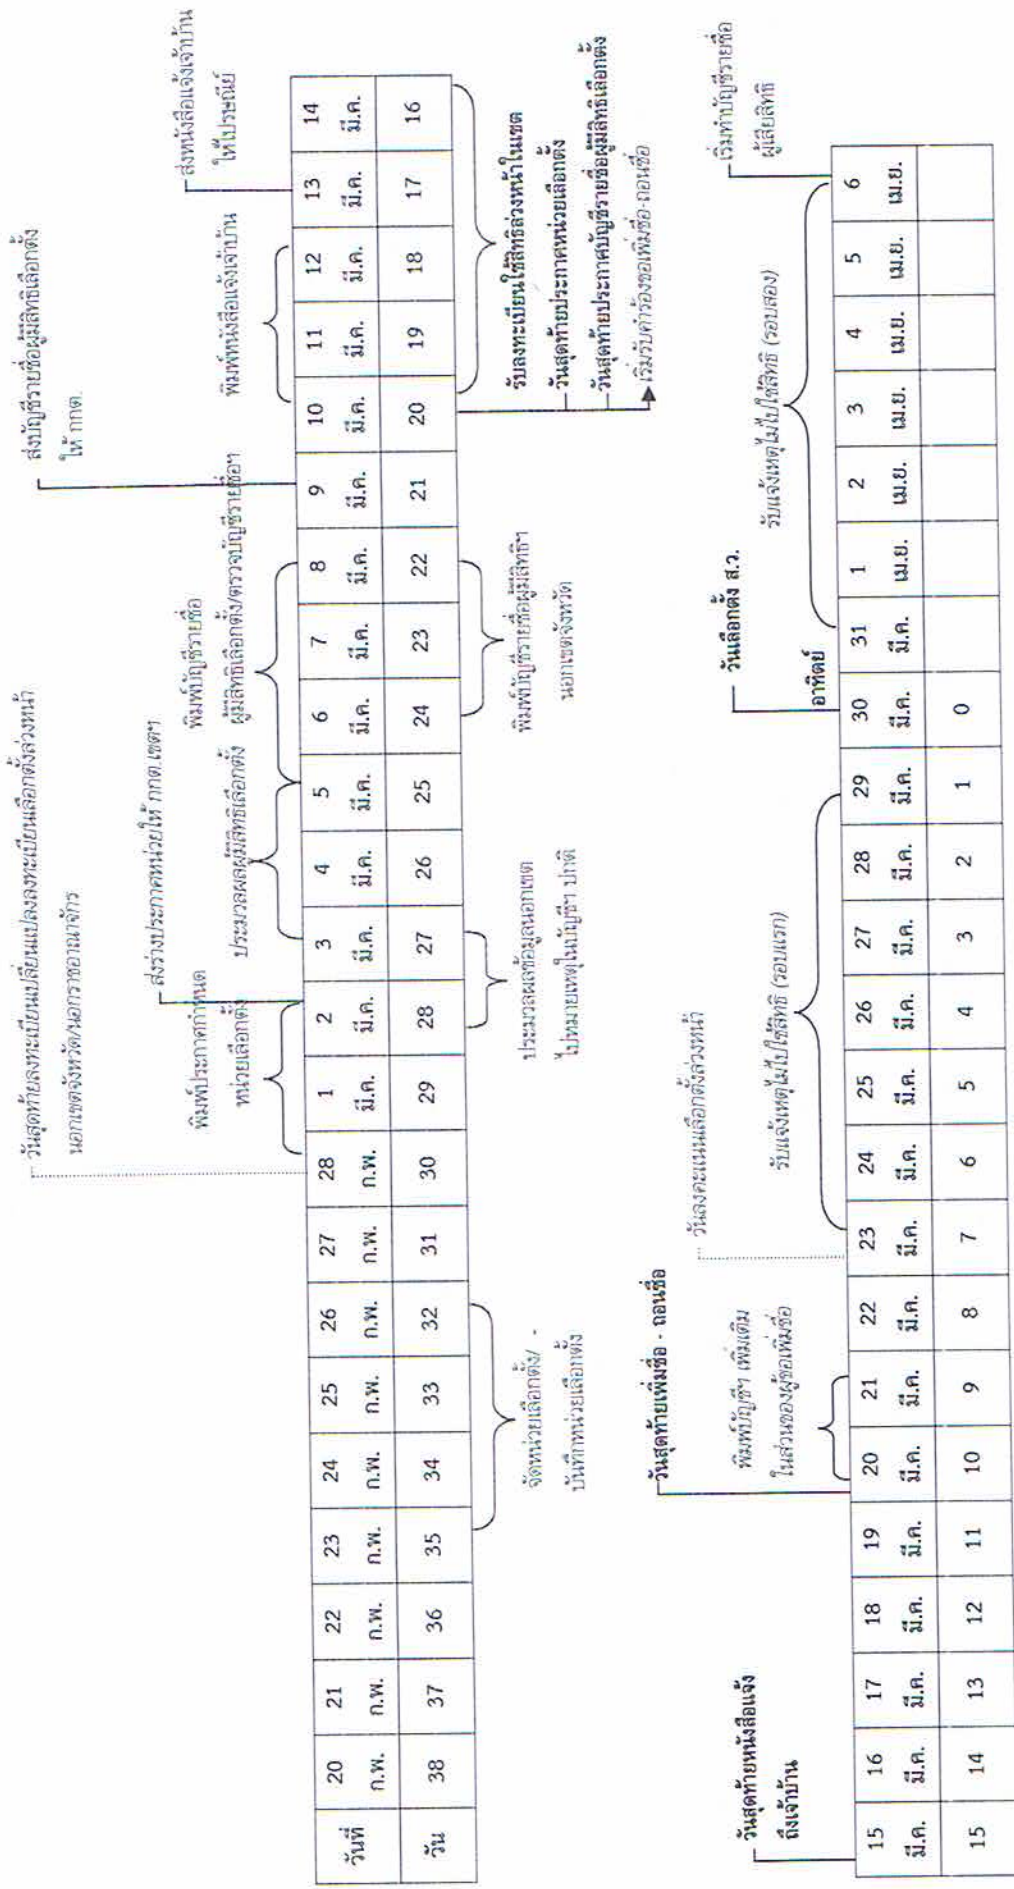 วันสุดท้ายลงทะเบียนเปลี่ยนแปลงลงทะเบียนเลือกตั้งล่วงหน้า
นอกเขตจังหวัด/นอกราชอาณาจักร
พิมพ์ประกาศกำหนด
หน่วยเลือกตั้ง
ส่งร่างประกาศหน่วยให้ กกต.เขตฯ
ประมวลผลผู้มีสิทธิเลือกตั้ง
พิมพ์บัญชีรายชื่อ
ผู้มีสิทธิเลือกตั้ง/ตรวจบัญชีรายชื่อฯ
ส่งบัญชีรายชื่อผู้มีสิทธิเลือกตั้ง
ให้ กกต.
พิมพ์หนังสือแจ้งเจ้าบ้าน
ส่งหนังสือแจ้งเจ้าบ้าน
ให้ไปรษณีย์
วันที่ 20 ก.พ. 21 ก.พ. 22 ก.พ. 23 ก.พ. 24 ก.พ. 25 ก.พ. 26 ก.พ. 27 ก.พ. 28 ก.พ. 1 มี.ค. 2 มี.ค. 3 มี.ค. 4 มี.ค. 5 มี.ค. 6 มี.ค. 7 มี.ค. 8 มี.ค. 9 มี.ค. 10 มี.ค. 11 มี.ค. 12 มี.ค. 13 มี.ค. 14 มี.ค.
วัน 38 37 36 35 34 33 32 31 30 29 28 27 26 25 24 23 22 21 20 19 18 17 16
จัดหน่วยเลือกตั้ง/ -
บันทึกหน่วยเลือกตั้ง
ประมวลผลข้อมูลนอกเขต
ไปหมายเหตุในบัญชีฯ ปกติ
พิมพ์บัญชีรายชื่อผู้มีสิทธิฯ
นอกเขตจังหวัด
รับลงทะเบียนใช้สิทธิล่วงหน้าในเขต
วันสุดท้ายประกาศหน่วยเลือกตั้ง
วันสุดท้ายประกาศบัญชีรายชื่อผู้มีสิทธิเลือกตั้ง
เริ่มรับคำร้องขอเพิ่มชื่อ-ถอนชื่อ
วันสุดท้ายหนังสือแจ้ง
ถึงเจ้าบ้าน
วันสุดท้ายเพิ่มชื่อ - ถอนชื่อ
พิมพ์บัญชีฯ เพิ่มเติม
ในส่วนของผู้ขอเพิ่มชื่อ
วันลงคะแนนเลือกตั้งล่วงหน้า
รับแจ้งเหตุไม่ไปใช้สิทธิ (รอบแรก)
วันเลือกตั้ง ส.ว.
อาทิตย์
รับแจ้งเหตุไม่ไปใช้สิทธิ (รอบสอง)
เริ่มทำบัญชีรายชื่อ
ผู้เสียสิทธิ
15 มี.ค. 16 มี.ค. 17 มี.ค. 18 มี.ค. 19 มี.ค. 20 มี.ค. 21 มี.ค. 22 มี.ค. 23 มี.ค. 24 มี.ค. 25 มี.ค. 26 มี.ค. 27 มี.ค. 28 มี.ค. 29 มี.ค. 30 มี.ค. 31 มี.ค. 1 เม.ย. 2 เม.ย. 3 เม.ย. 4 เม.ย. 5 เม.ย. 6 เม.ย.
15 14 13 12 11 10 9 8 7 6 5 4 3 2 1 0